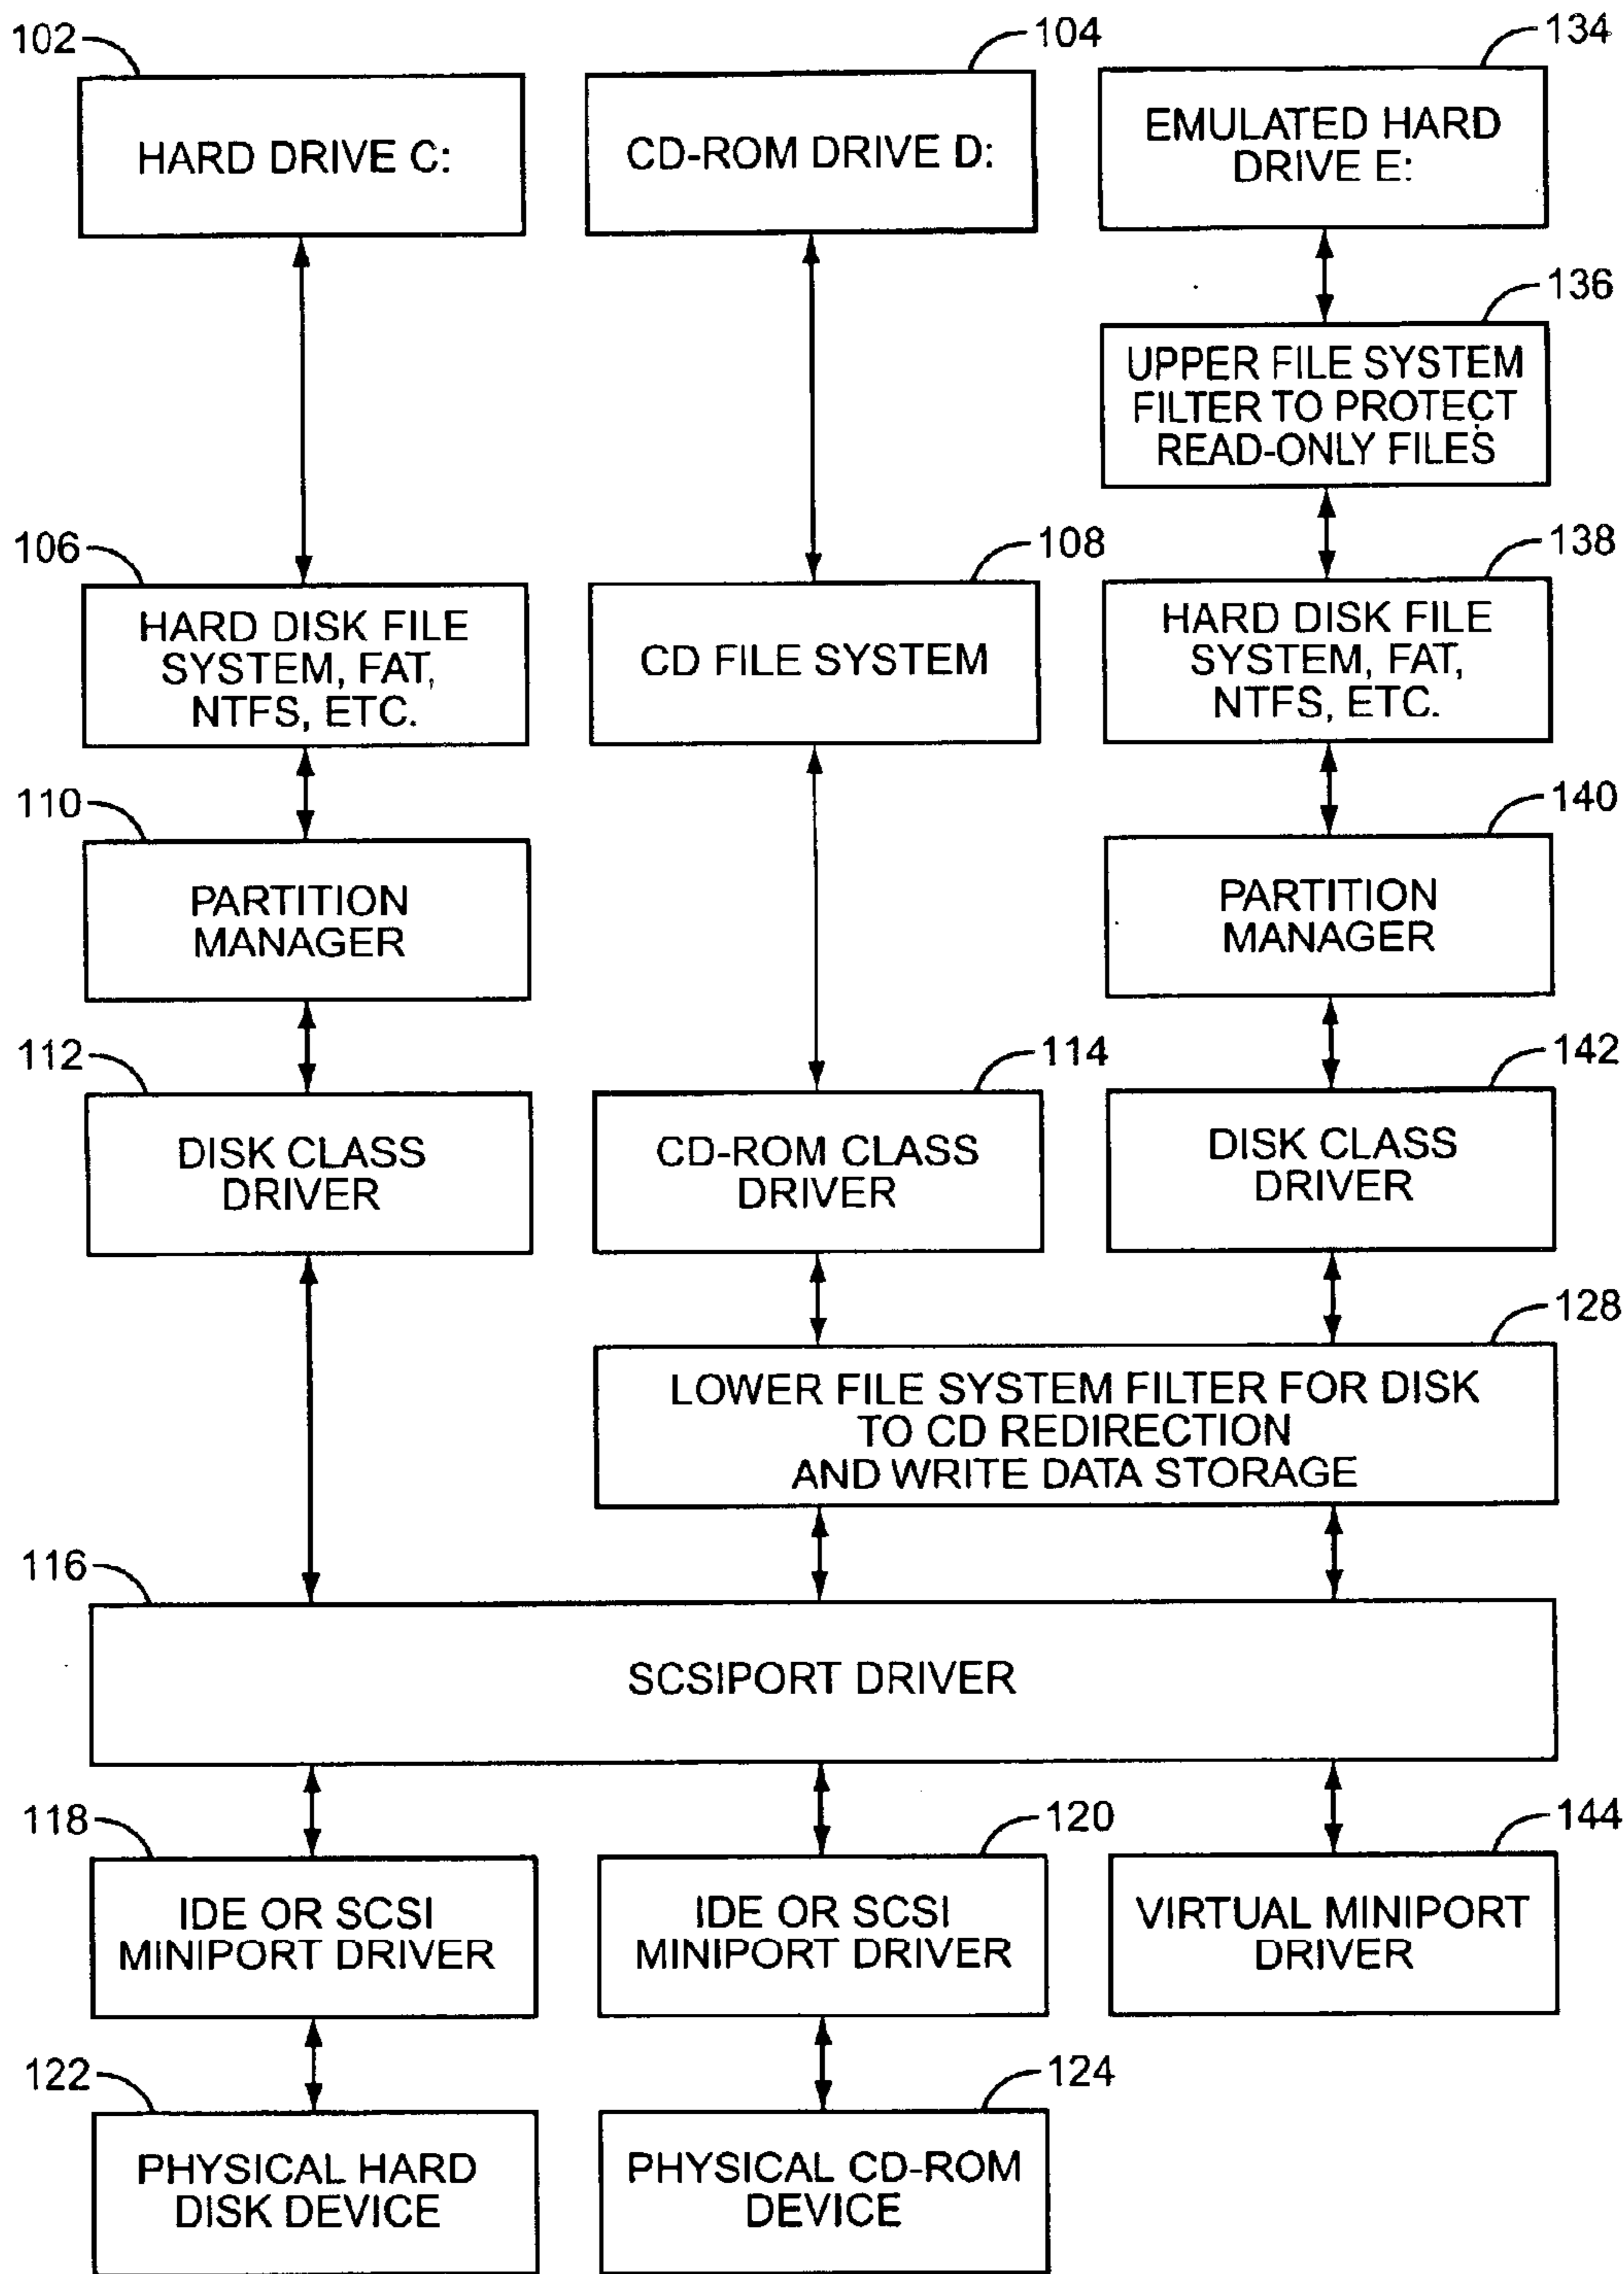 102
104
134
HARD DRIVE C:
CD-ROM DRIVE D:
EMULATED HARD
DRIVE E:
136
UPPER FILE SYSTEM
FILTER TO PROTECT
READ-ONLY FILES
106
108
138
HARD DISK FILE
SYSTEM, FAT,
NTFS, ETC.
CD FILE SYSTEM
HARD DISK FILE
SYSTEM, FAT,
NTFS, ETC.
110
140
PARTITION
MANAGER
PARTITION
MANAGER
112
114
142
DISK CLASS
DRIVER
CD-ROM CLASS
DRIVER
DISK CLASS
DRIVER
128
LOWER FILE SYSTEM FILTER FOR DISK
TO CD REDIRECTION
AND WRITE DATA STORAGE
116
SCSIPORT DRIVER
118
120
144
IDE OR SCSI
MINIPORT DRIVER
IDE OR SCSI
MINIPORT DRIVER
VIRTUAL MINIPORT
DRIVER
122
124
PHYSICAL HARD
DISK DEVICE
PHYSICAL CD-ROM
DEVICE